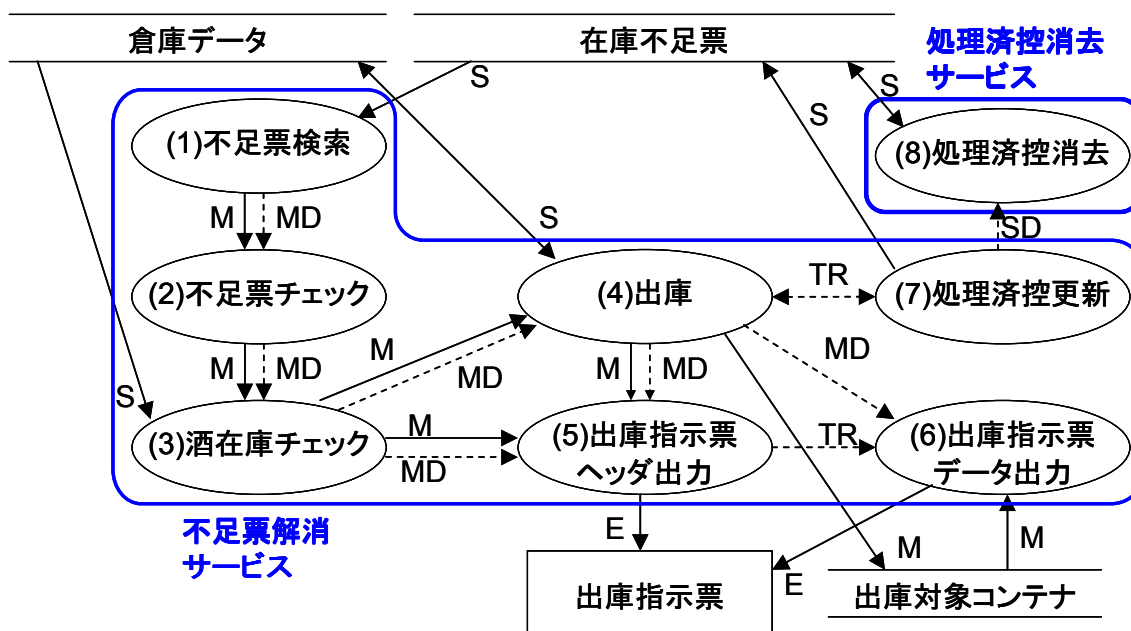 倉庫データ
在庫不足票
処理済控消去
サービス
S
S
S
(1)不足票検索
(8)処理済控消去
M
MD
S
SD
(2)不足票チェック
(4)出庫
TR
(7)処理済控更新
M
MD
M
MD
M
MD
MD
S
(3)酒在庫チェック
M
MD
(5)出庫指示票
ヘッダ出力
TR
(6)出庫指示票
データ出力
不足票解消
サービス
E
M
M
E
出庫指示票
出庫対象コンテナ